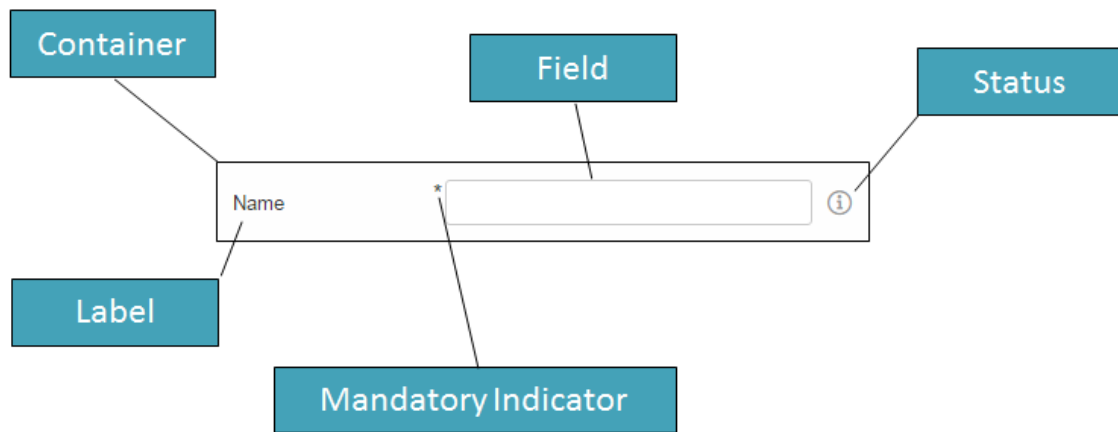 Container
Field
Status
Name
*
Label
Mandatory Indicator